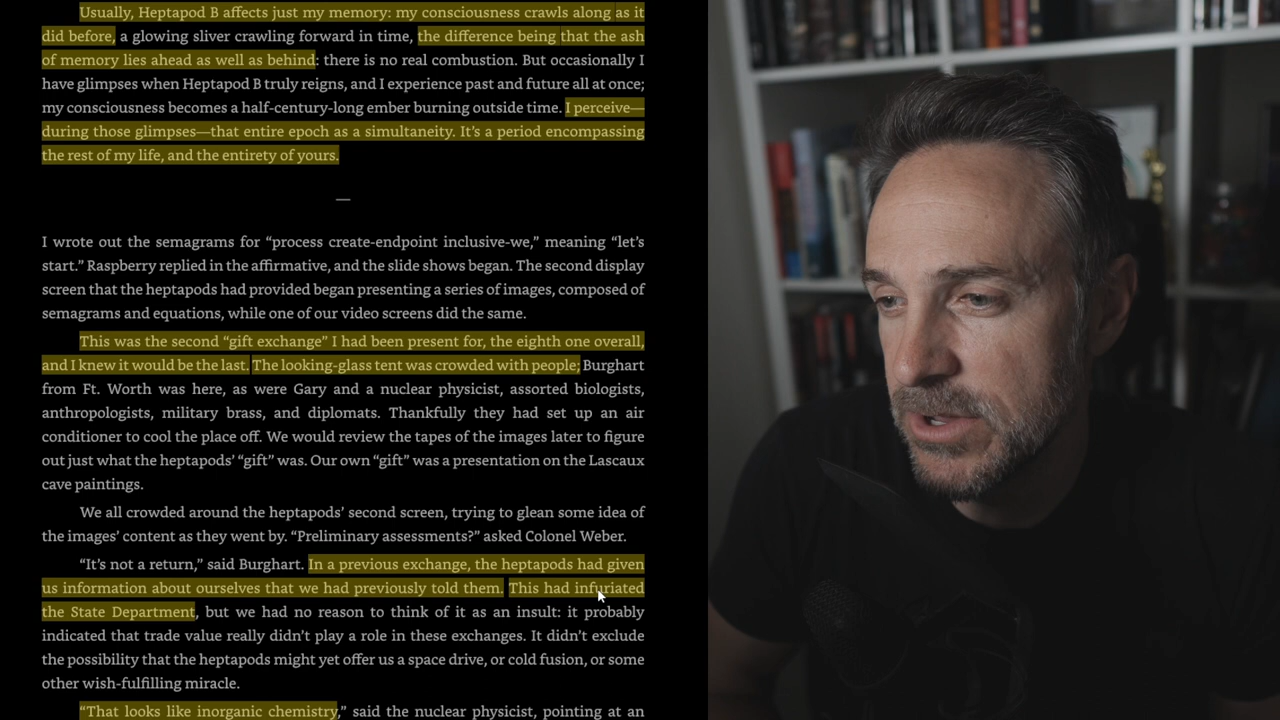 Usually, Heptapod B affects just my memory: my consciousness crawls along as it
did before, a glowing sliver crawling forward in time, the difference being that the ash
of memory lies ahead as well as behind: there is no real combustion. But occasionally I
have glimpses when Heptapod B truly reigns, and I experience past and future all at once;
my consciousness becomes a half-century-long ember burning outside time. I perceive—
during those glimpses—that entire epoch as a simultaneity. It’s a period encompassing
the rest of my life, and the entirety of yours.
—
I wrote out the semagrams for “process create-endpoint inclusive-we,” meaning “let’s
start.” Raspberry replied in the affirmative, and the slide shows began. The second display
screen that the heptapods had provided began presenting a series of images, composed of
semagrams and equations, while one of our video screens did the same.
This was the second “gift exchange” I had been present for, the eighth one overall,
and I knew it would be the last. The looking-glass tent was crowded with people; Burghart
from Ft. Worth was here, as were Gary and a nuclear physicist, assorted biologists,
anthropologists, military brass, and diplomats. Thankfully they had set up an air
conditioner to cool the place off. We would review the tapes of the images later to figure
out just what the heptapods’ “gift” was. Our own “gift” was a presentation on the Lascaux
cave paintings.
We all crowded around the heptapods’ second screen, trying to glean some idea of
the images’ content as they went by. “Preliminary assessments?” asked Colonel Weber.
“It’s not a return,” said Burghart. In a previous exchange, the heptapods had given
us information about ourselves that we had previously told them. This had infuriated
the State Department, but we had no reason to think of it as an insult: it probably
indicated that trade value really didn’t play a role in these exchanges. It didn’t exclude
the possibility that the heptapods might yet offer us a space drive, or cold fusion, or some
other wish-fulfilling miracle.
“That looks like inorganic chemistry,” said the nuclear physicist, pointing at an